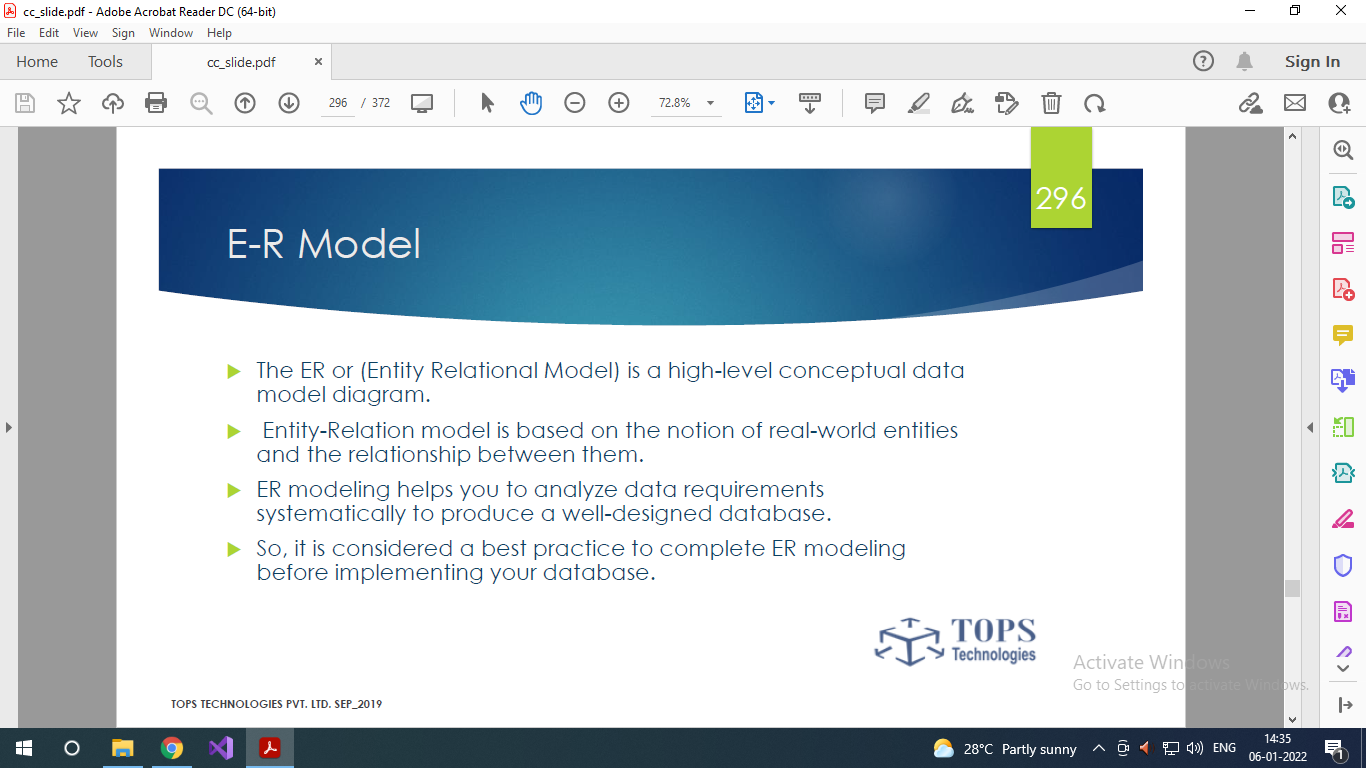 cc_slide.pdf - Adobe Acrobat Reader DC (64-bit)
File Edit View Sign Window Help
Home Tools cc_slide.pdf × Sign In
296 / 372 72.8%
296
E-R Model
The ER or (Entity Relational Model) is a high-level conceptual data
model diagram.
Entity-Relation model is based on the notion of real-world entities
and the relationship between them.
ER modeling helps you to analyze data requirements
systematically to produce a well-designed database.
So, it is considered a best practice to complete ER modeling
before implementing your database.
TOPS
Technologies
Activate Windows
Go to Settings to activate Windows.
TOPS TECHNOLOGIES PVT. LTD. SEP_2019
28°C Partly sunny ENG 14:35
06-01-2022 1